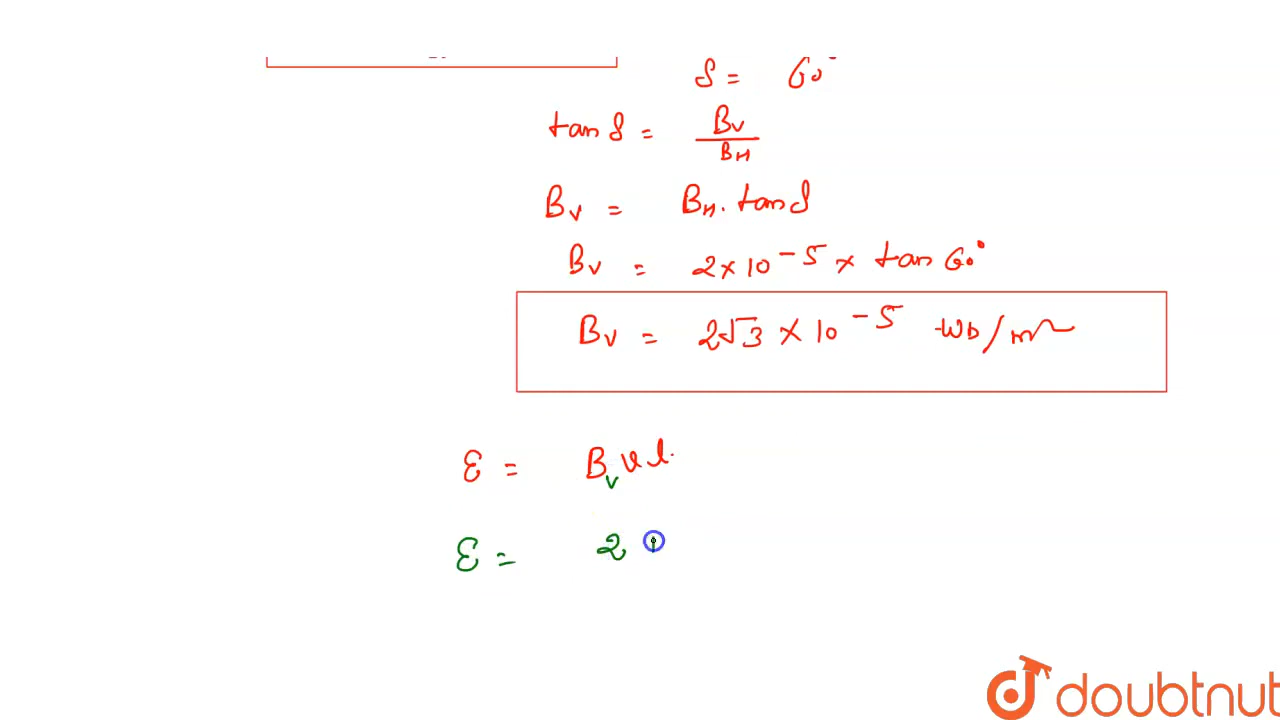 δ = 60°
tan δ = Bv / BH
Bv = BH. tan δ
Bv = 2 × 10⁻⁵ × tan 60°
Bv = 2√3 × 10⁻⁵ wb/m²
ε = Bv v l.
ε = 2
doubtnut